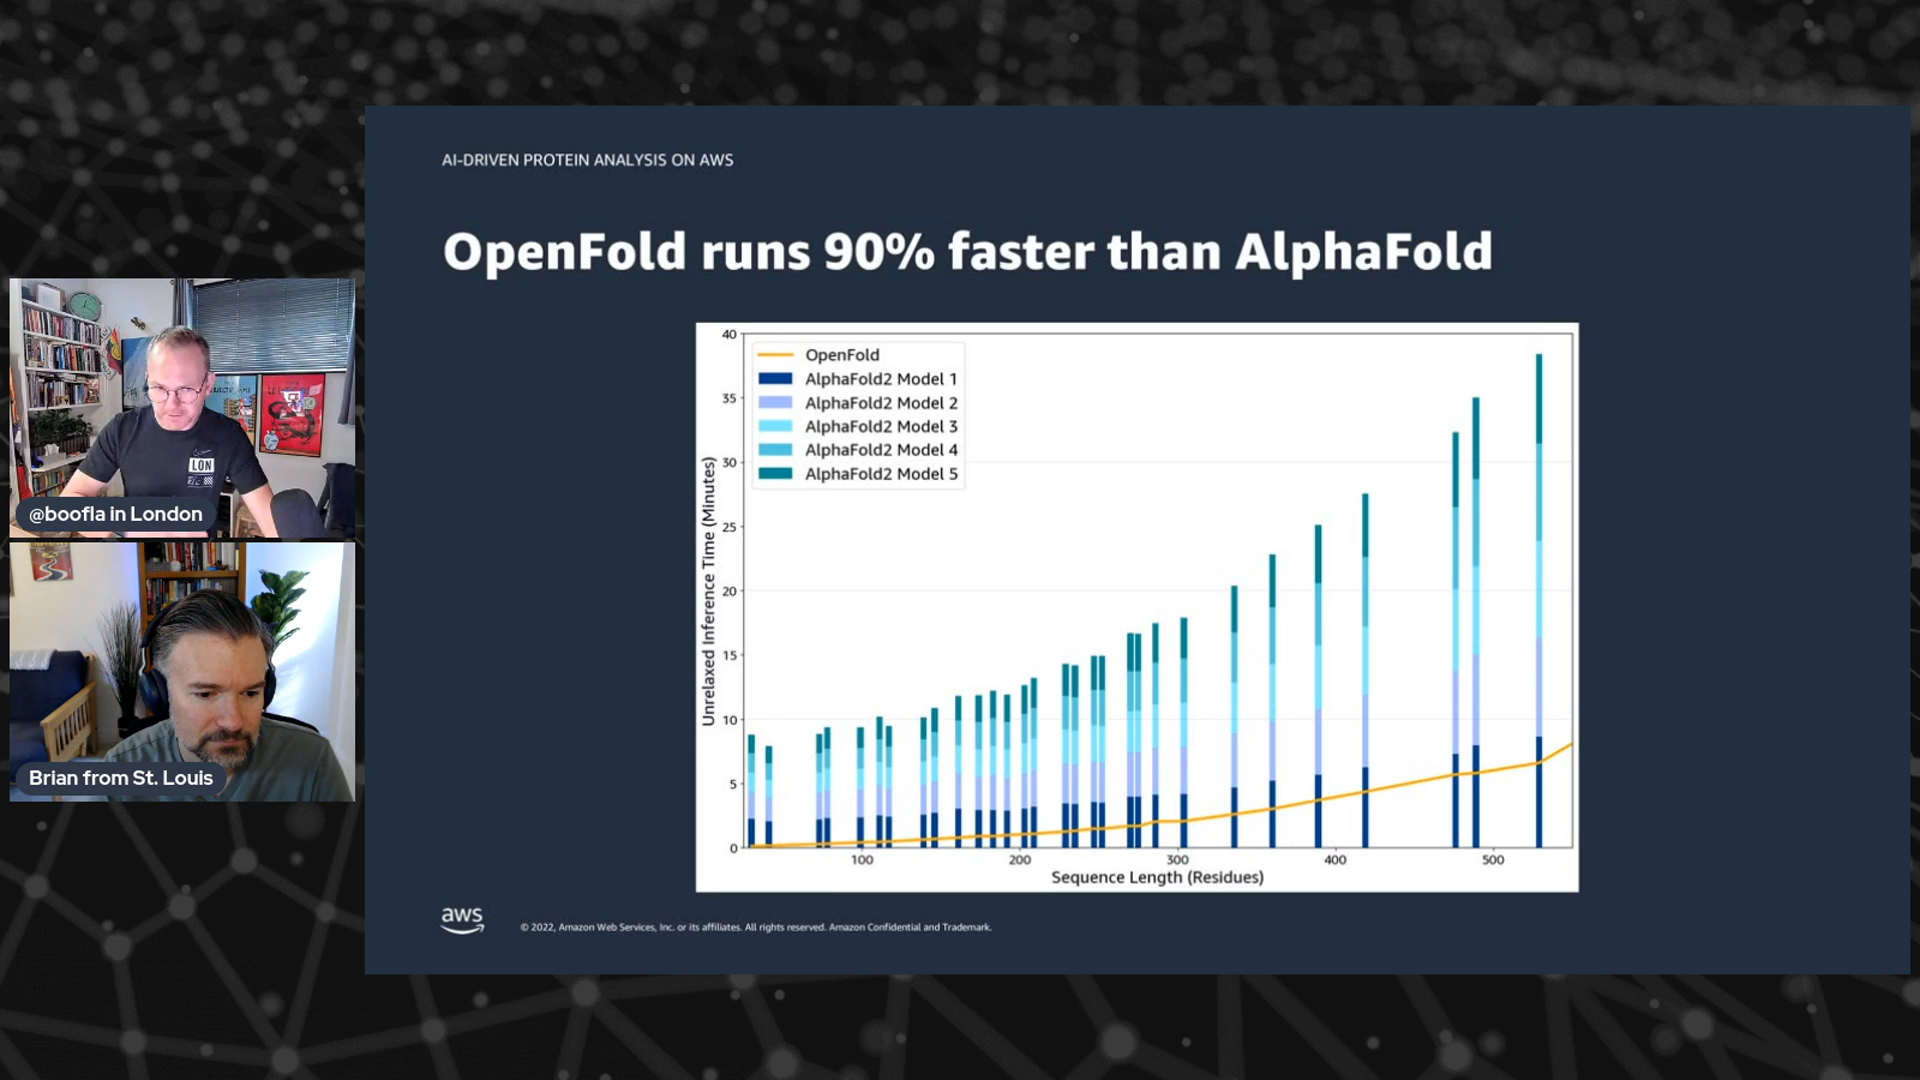 AI-DRIVEN PROTEIN ANALYSIS ON AWS
OpenFold runs 90% faster than AlphaFold
OpenFold
AlphaFold2 Model 1
AlphaFold2 Model 2
AlphaFold2 Model 3
AlphaFold2 Model 4
AlphaFold2 Model 5
Unrelaxed Inference Time (Minutes)
40
35
30
25
20
15
10
5
0
100 200 300 400 500
Sequence Length (Residues)
aws
© 2022, Amazon Web Services, Inc. or its affiliates. All rights reserved. Amazon Confidential and Trademark.
LON
@boofla in London
Brian from St. Louis